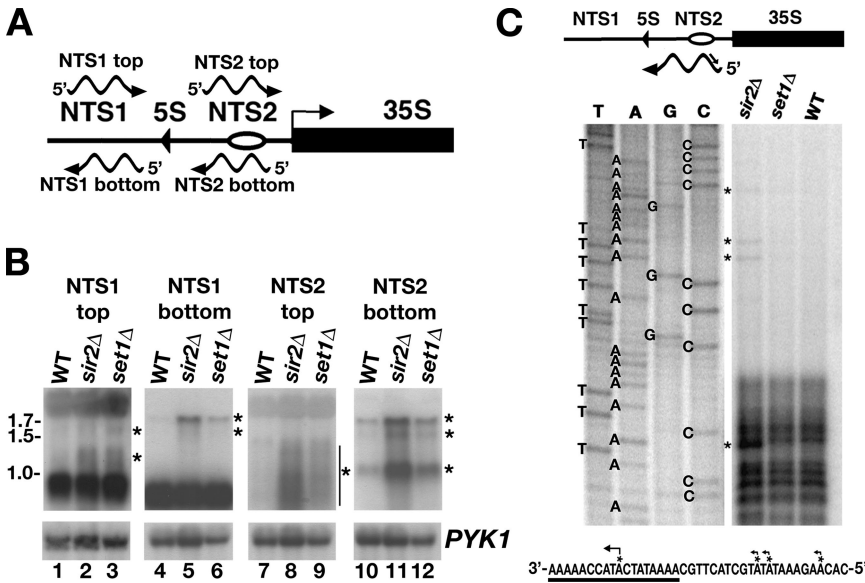 A
NTS1 top
NTS2 top
5' 5'
NTS1 5S NTS2 35S
5' 5'
NTS1 bottom NTS2 bottom
B
NTS1 top
NTS1 bottom
NTS2 top
NTS2 bottom
WT sir2Δ set1Δ
WT sir2Δ set1Δ
WT sir2Δ set1Δ
WT sir2Δ set1Δ
1.7- * *
1.5- * * *
*
1.0- * *
PYK1
1 2 3 4 5 6 7 8 9 10 11 12
C
NTS1 5S NTS2 35S
5'
T A G C sir2Δ set1Δ WT
T C
A C
A C
A C
*
A
G A
A
T A
T A *
A *
T
G
C
A
T C
T
G
C
A
A
A
A
T
A
T
C
A
*
T
A
C
C
A
* * * *
3'-AAAAACCATACTATAAAACGTTCATCGTATATAAAGAACAC-5'